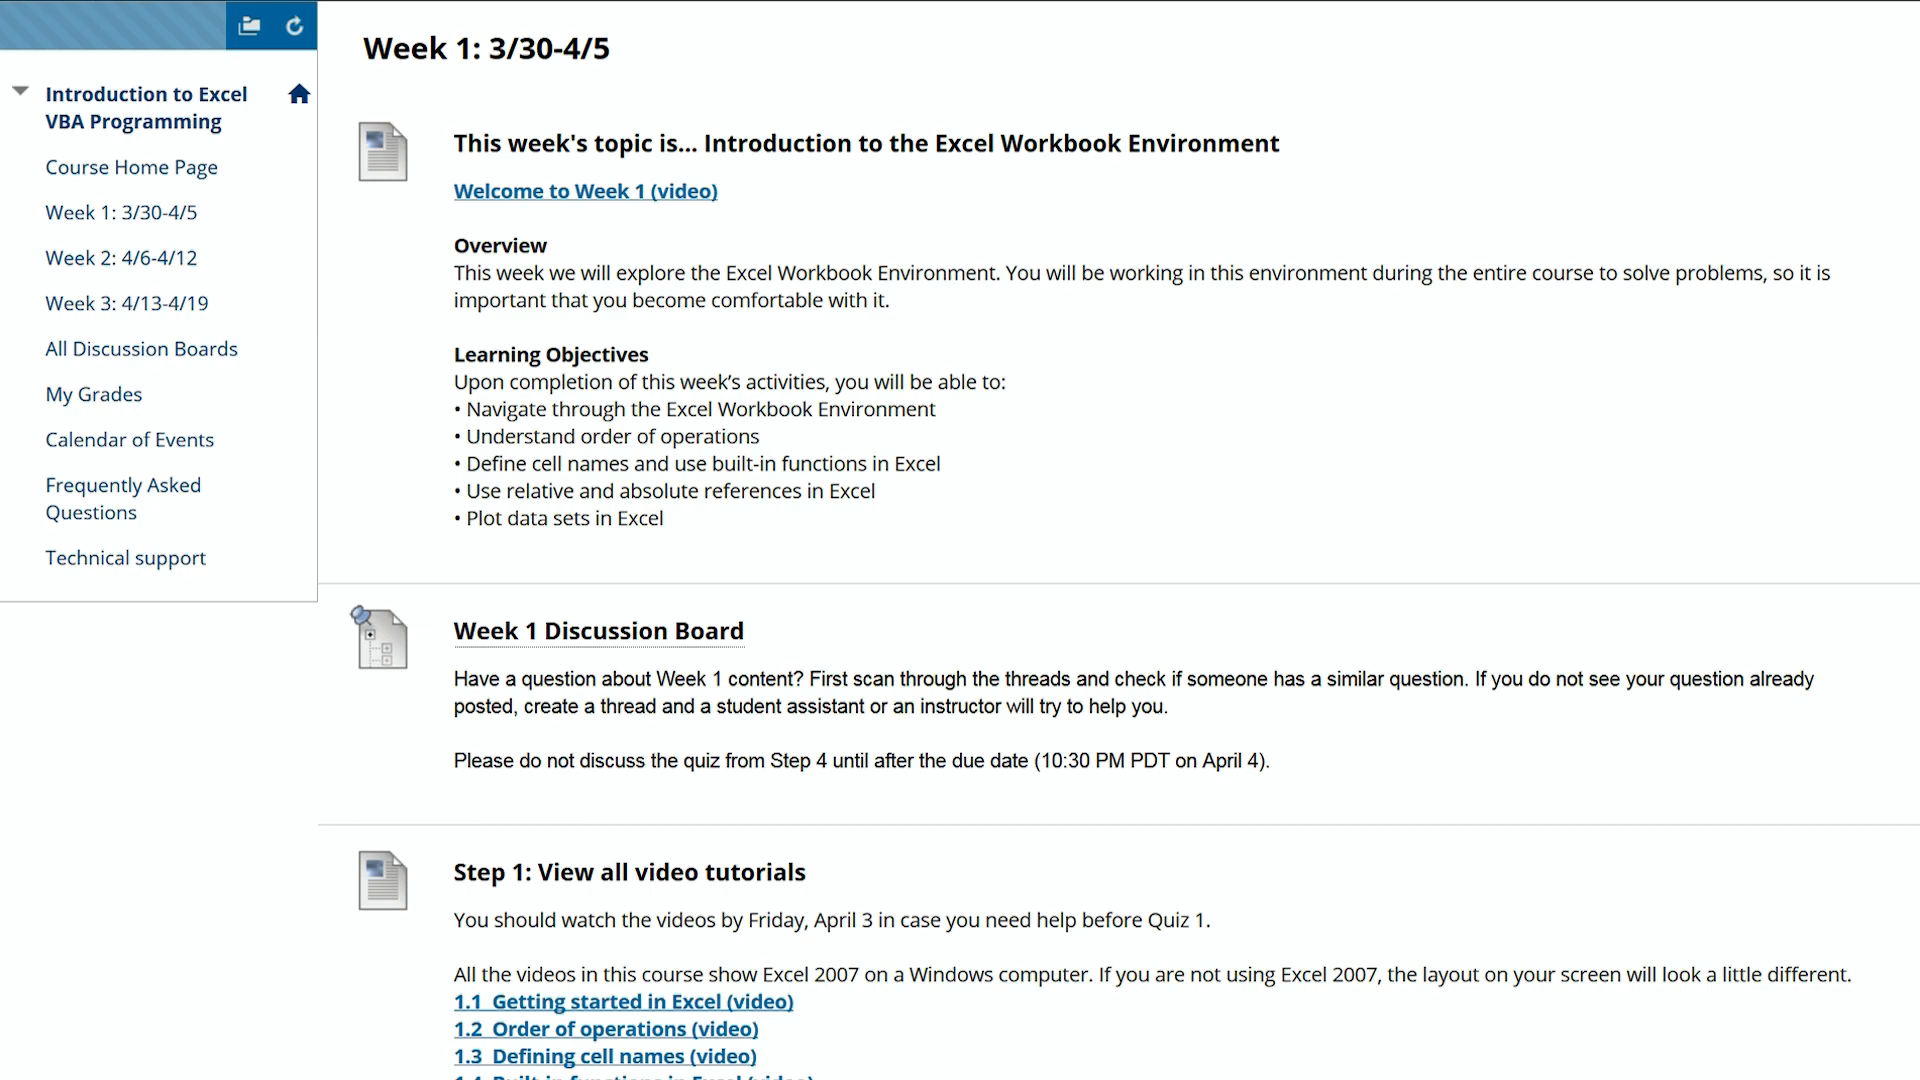 Introduction to Excel
VBA Programming
Course Home Page
Week 1: 3/30-4/5
Week 2: 4/6-4/12
Week 3: 4/13-4/19
All Discussion Boards
My Grades
Calendar of Events
Frequently Asked
Questions
Technical support
Week 1: 3/30-4/5
This week's topic is... Introduction to the Excel Workbook Environment
Welcome to Week 1 (video)
Overview
This week we will explore the Excel Workbook Environment. You will be working in this environment during the entire course to solve problems, so it is
important that you become comfortable with it.
Learning Objectives
Upon completion of this week’s activities, you will be able to:
• Navigate through the Excel Workbook Environment
• Understand order of operations
• Define cell names and use built-in functions in Excel
• Use relative and absolute references in Excel
• Plot data sets in Excel
Week 1 Discussion Board
Have a question about Week 1 content? First scan through the threads and check if someone has a similar question. If you do not see your question already
posted, create a thread and a student assistant or an instructor will try to help you.
Please do not discuss the quiz from Step 4 until after the due date (10:30 PM PDT on April 4).
Step 1: View all video tutorials
You should watch the videos by Friday, April 3 in case you need help before Quiz 1.
All the videos in this course show Excel 2007 on a Windows computer. If you are not using Excel 2007, the layout on your screen will look a little different.
1.1 Getting started in Excel (video)
1.2 Order of operations (video)
1.3 Defining cell names (video)
1.4 Built-in functions in Excel (video)